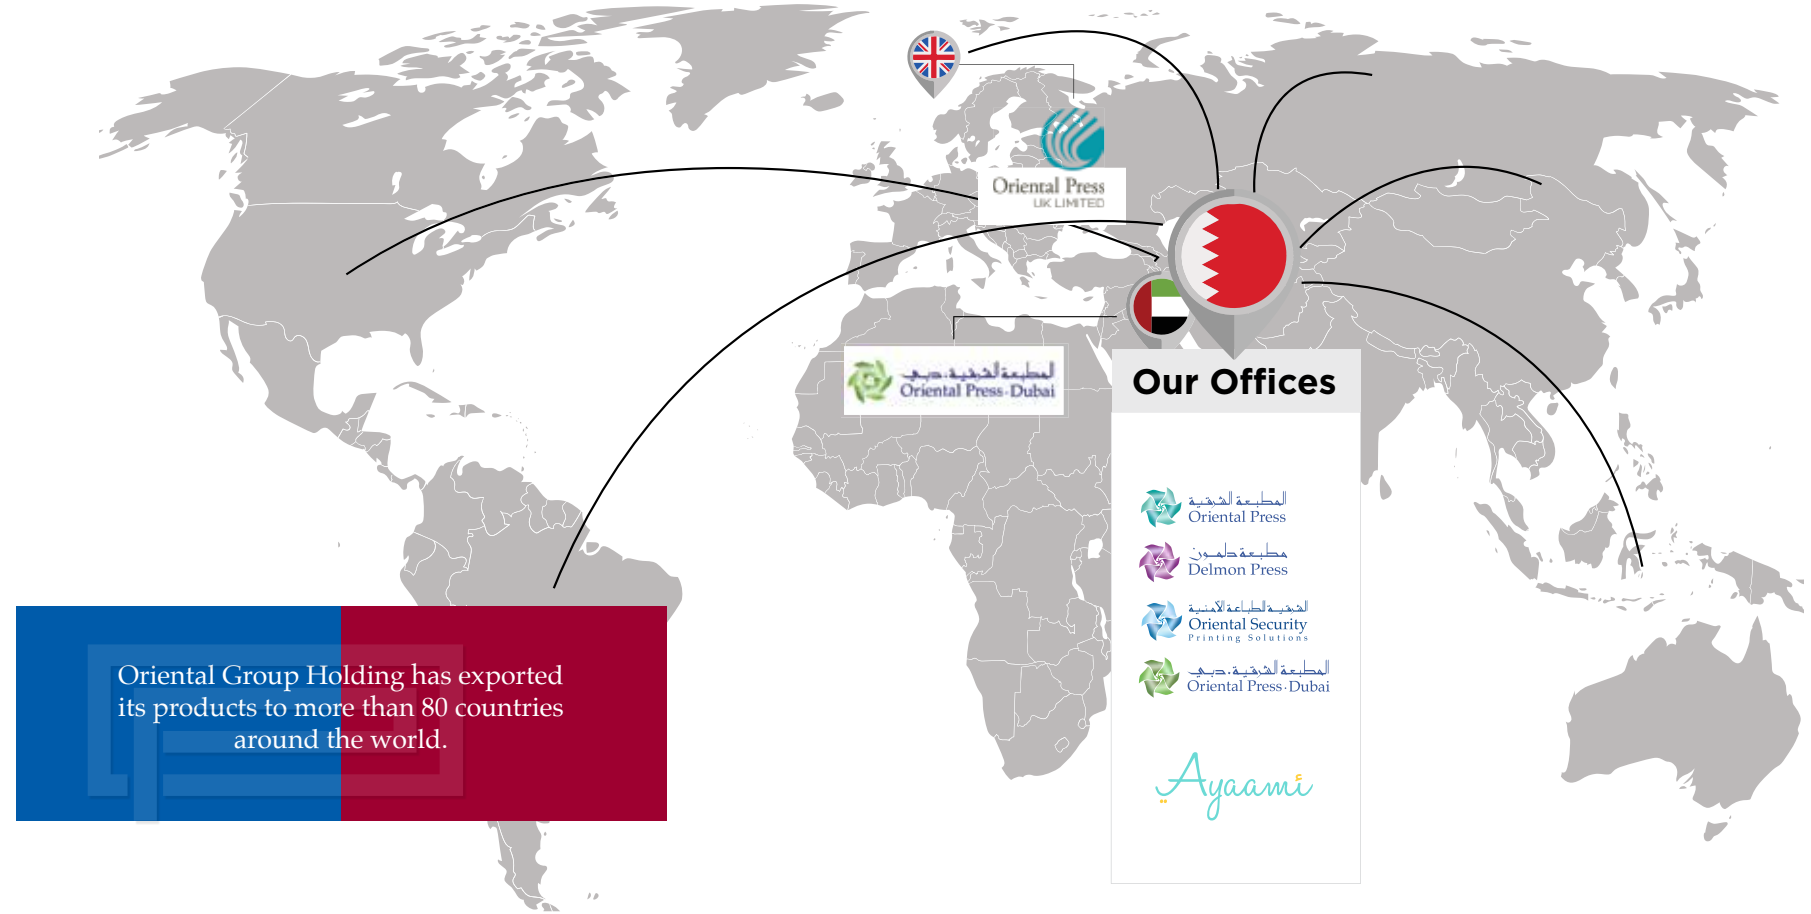 Oriental Press
UK LIMITED
المطبعة الشرقية.دبي
Oriental Press·Dubai
Our Offices
المطبعة الشرقية
Oriental Press
مطبعة دلمون
Delmon Press
الشرقية للطباعة الأمنية
Oriental Security
Printing Solutions
المطبعة الشرقية.دبي
Oriental Press·Dubai
Ayaami
أ
ي
Oriental Group Holding has exported
its products to more than 80 countries
around the world.